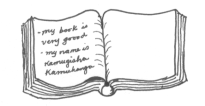 - my book is
very good
- my name is
Kamugisha
Kamuhanga